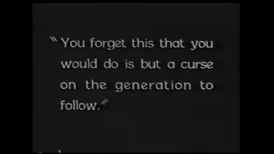 "You forget this that you
would do is but a curse
on the generation to
follow."